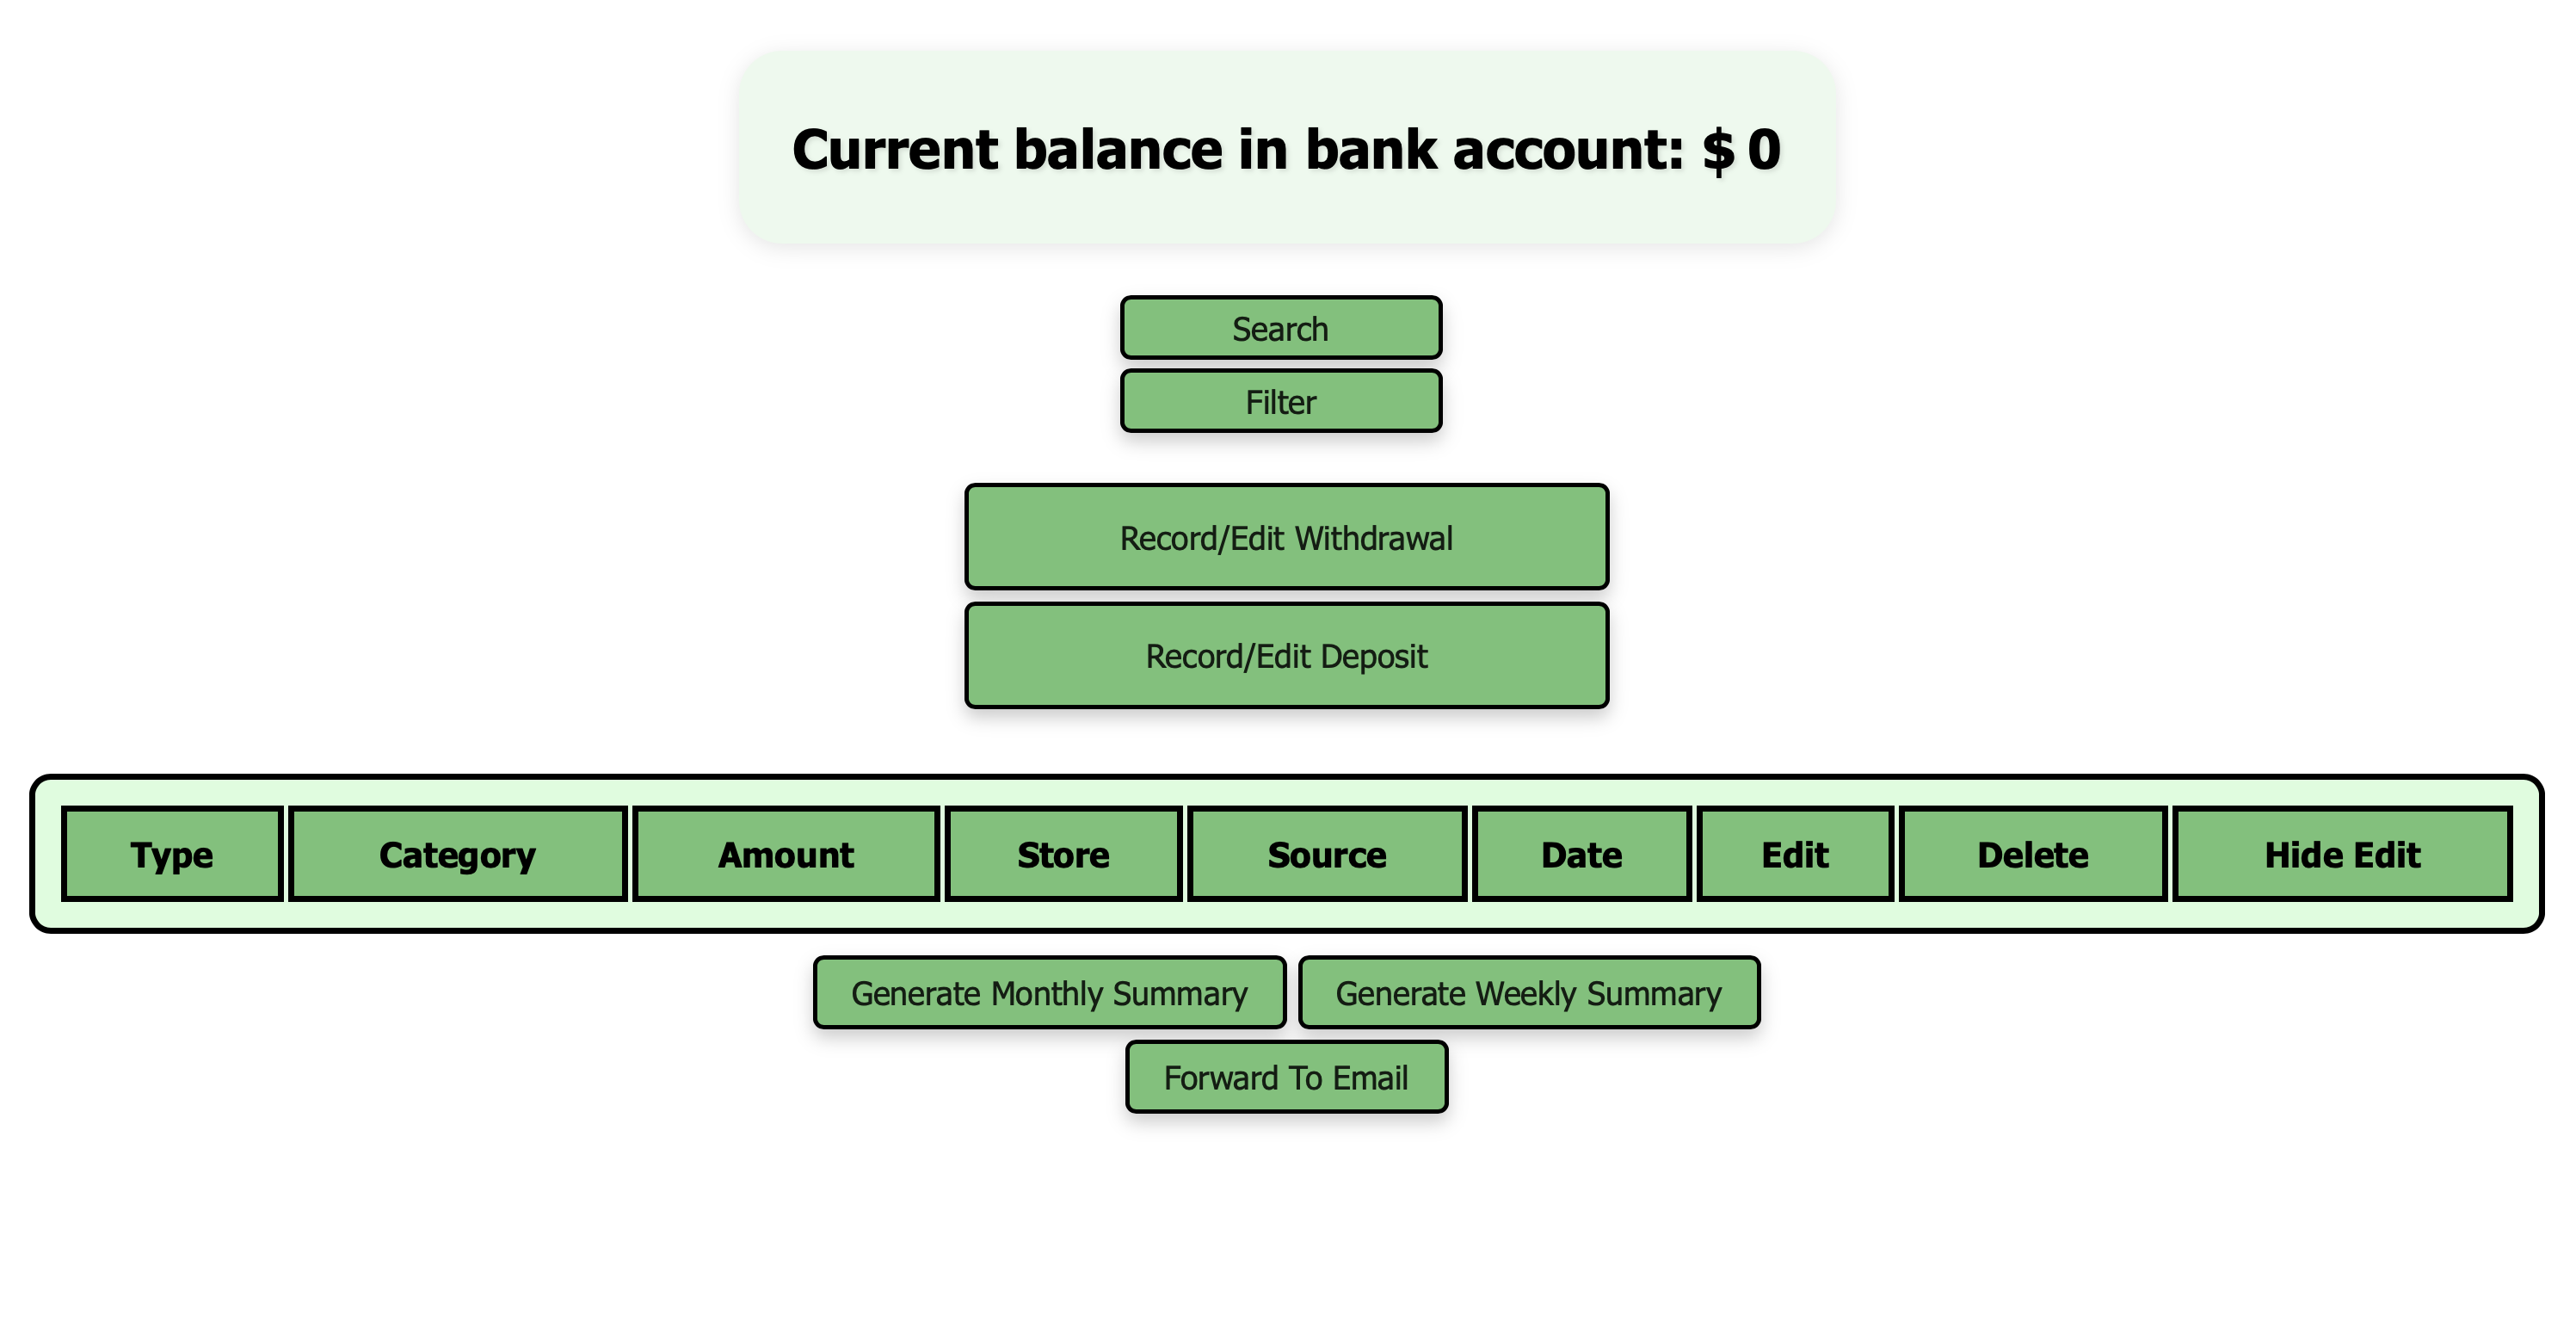 Current balance in bank account: $ 0
Search
Filter
Record/Edit Withdrawal
Record/Edit Deposit
Type Category Amount Store Source Date Edit Delete Hide Edit
Generate Monthly Summary Generate Weekly Summary
Forward To Email